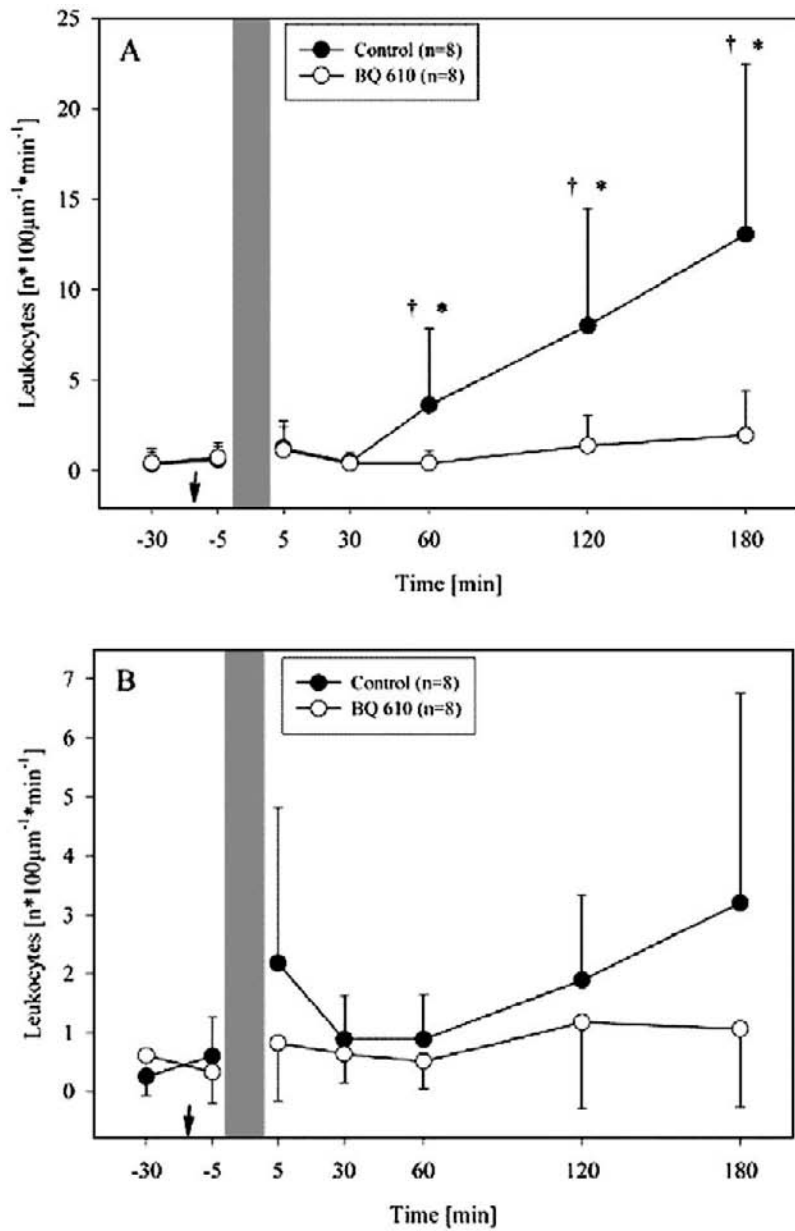 A
Control (n=8)
BQ 610 (n=8)
† *
† *
† *
25
20
15
10
5
0
Leukocytes [n*100µm⁻¹*min⁻¹]
-30 -5 5 30 60 120 180
Time [min]
B
Control (n=8)
BQ 610 (n=8)
7
6
5
4
3
2
1
0
Leukocytes [n*100µm⁻¹*min⁻¹]
-30 -5 5 30 60 120 180
Time [min]